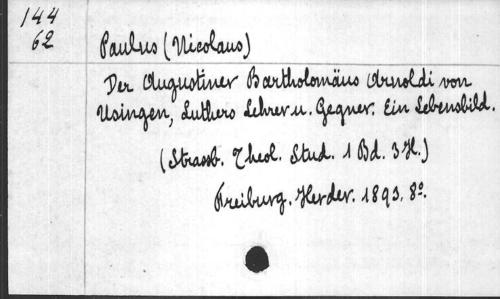 144
62
Paulus (Nicolaus)
Der Augustiner Bartholomäus Arnoldi von
Usingen, Luthers Lehrer u. Gegner. Ein Lebensbild.
(Strassb. Theol. Stud. 1 Bd. 3 H.)
Freiburg. Herder. 1893. 8º.